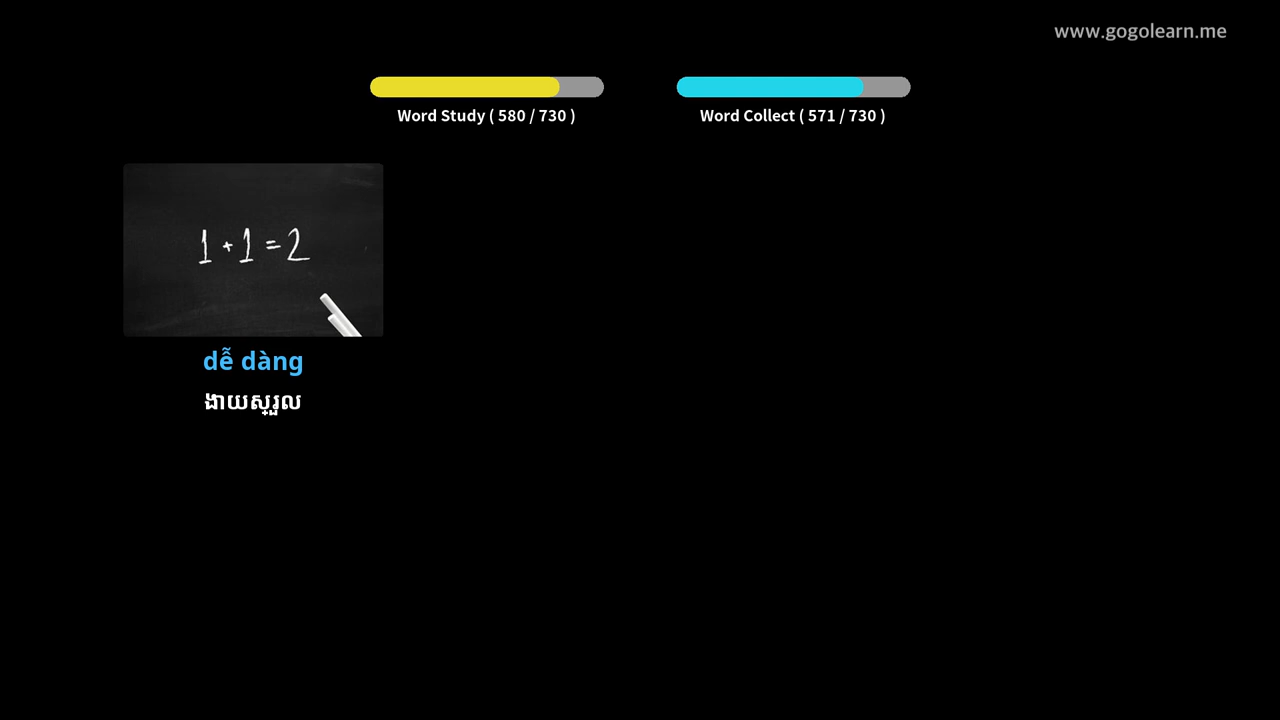 www.gogolearn.me
Word Study ( 580 / 730 )
Word Collect ( 571 / 730 )
1 + 1 = 2
dễ dàng
ងាយស្រួល